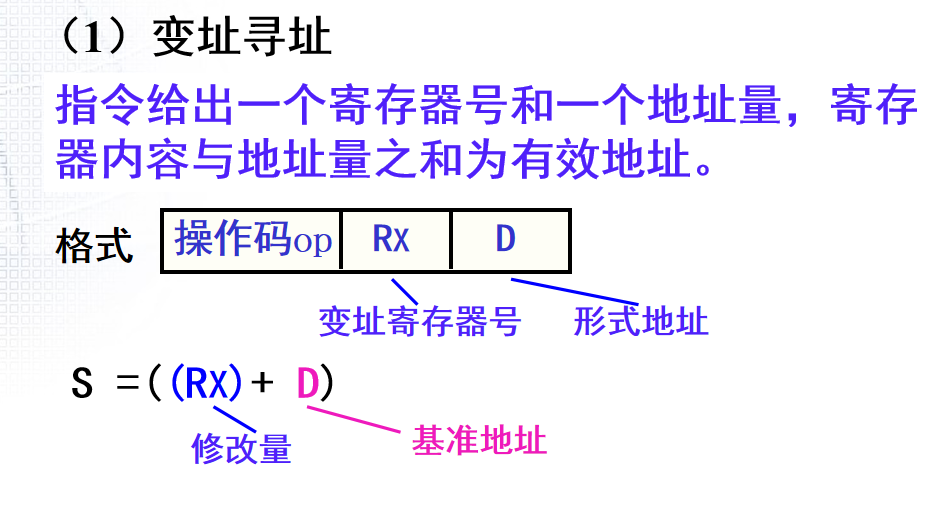 （1）变址寻址
指令给出一个寄存器号和一个地址量，寄存
器内容与地址量之和为有效地址。
格式 操作码op RX D
变址寄存器号 形式地址
S =((RX)+ D)
修改量 基准地址